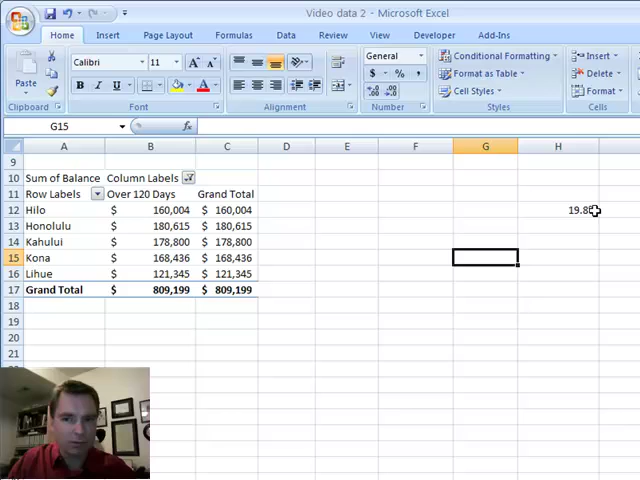 Video data 2 - Microsoft Excel
Home Insert Page Layout Formulas Data Review View Developer Add-Ins
Paste
Clipboard
Calibri 11 A A
B I U A
Font
Alignment
General
$ % ,
.0 .00 .00 .0
Number
Conditional Formatting
Format as Table
Cell Styles
Styles
Insert
Delete
Format
Cells
G15 fx
A B C D E F G H
9
10 Sum of Balance Column Labels
11 Row Labels Over 120 Days Grand Total
12 Hilo $ 160,004 $ 160,004
13 Honolulu $ 180,615 $ 180,615
14 Kahului $ 178,800 $ 178,800
15 Kona $ 168,436 $ 168,436
16 Lihue $ 121,345 $ 121,345
17 Grand Total $ 809,199 $ 809,199
18
19
20
21